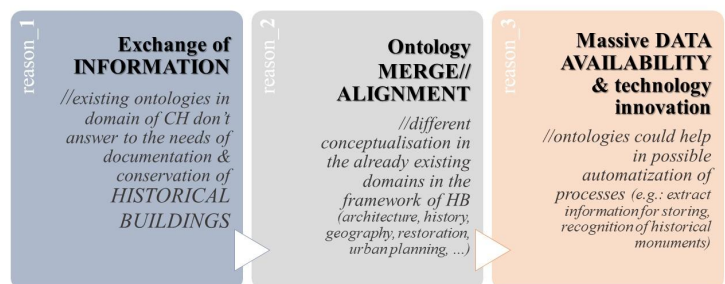 reason_1
Exchange of
INFORMATION
//existing ontologies in
domain of CH don't
answer to the needs of
documentation &
conservation of
HISTORICAL
BUILDINGS
reason_2
Ontology
MERGE//
ALIGNMENT
//different
conceptualisation in
the already existing
domains in the
framework of HB
(architecture, history,
geography, restoration,
urban planning, ...)
reason_3
Massive DATA
AVAILABILITY
& technology
innovation
//ontologies could help
in possible
automatization of
processes (e.g.: extract
information for storing,
recognition of historical
monuments)